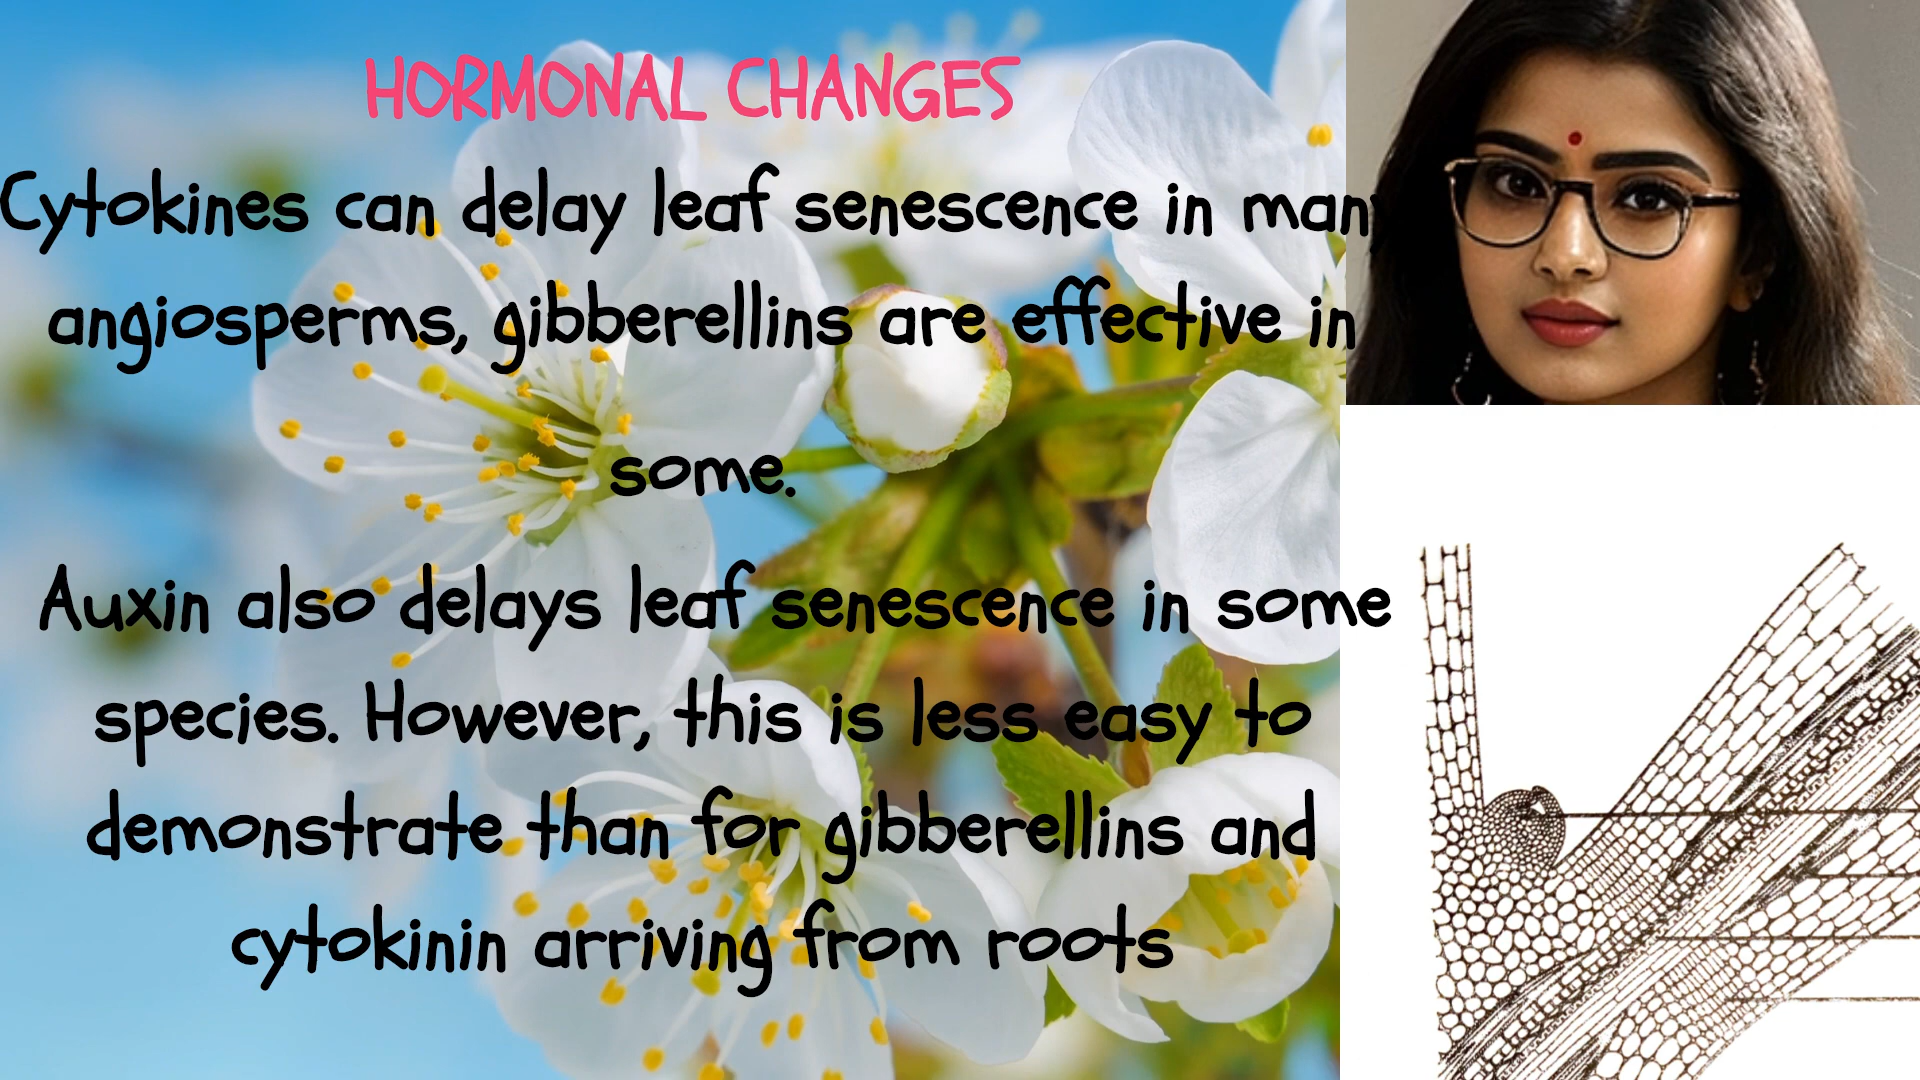 HORMONAL CHANGES
Cytokines can delay leaf senescence in many
angiosperms, gibberellins are effective in
some.
Auxin also delays leaf senescence in some
species. However, this is less easy to
demonstrate than for gibberellins and
cytokinin arriving from roots